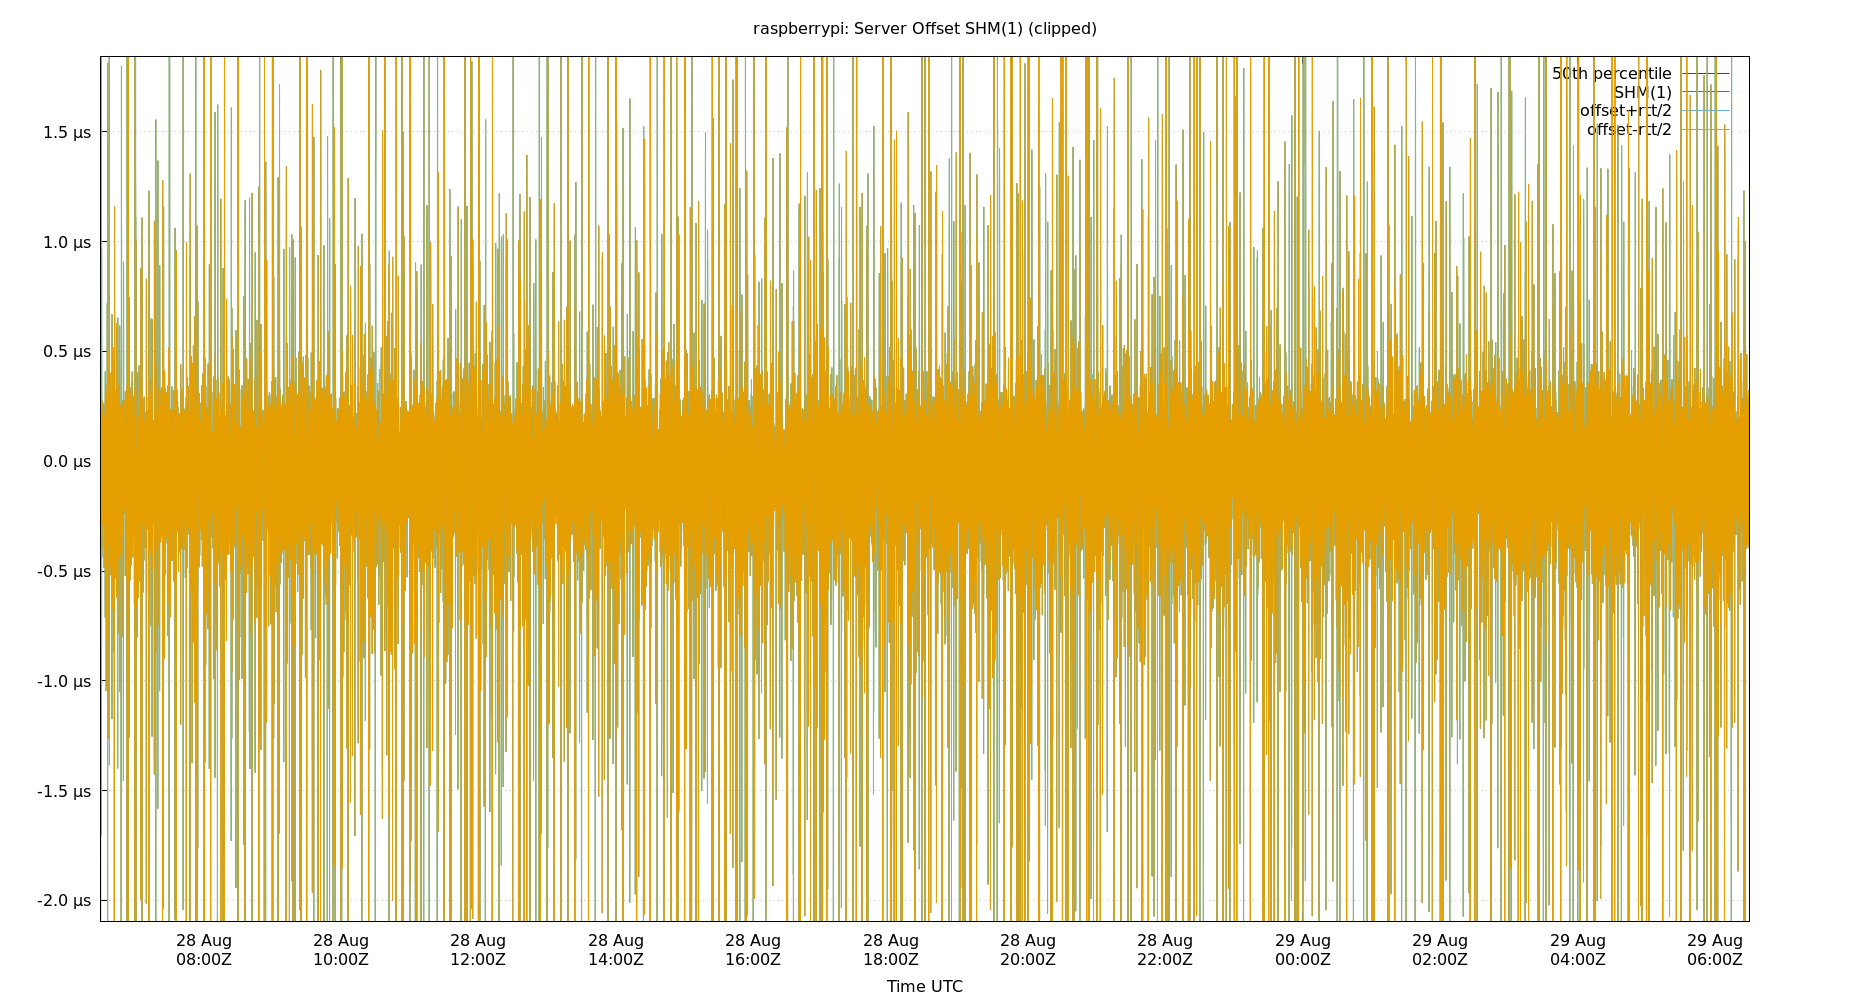 raspberrypi: Server Offset SHM(1) (clipped)
50th percentile
SHM(1)
offset+rtt/2
offset-rtt/2
1.5 µs
1.0 µs
0.5 µs
0.0 µs
-0.5 µs
-1.0 µs
-1.5 µs
-2.0 µs
28 Aug 28 Aug 28 Aug 28 Aug 28 Aug 28 Aug 28 Aug 28 Aug 29 Aug 29 Aug 29 Aug 29 Aug
08:00Z 10:00Z 12:00Z 14:00Z 16:00Z 18:00Z 20:00Z 22:00Z 00:00Z 02:00Z 04:00Z 06:00Z
Time UTC